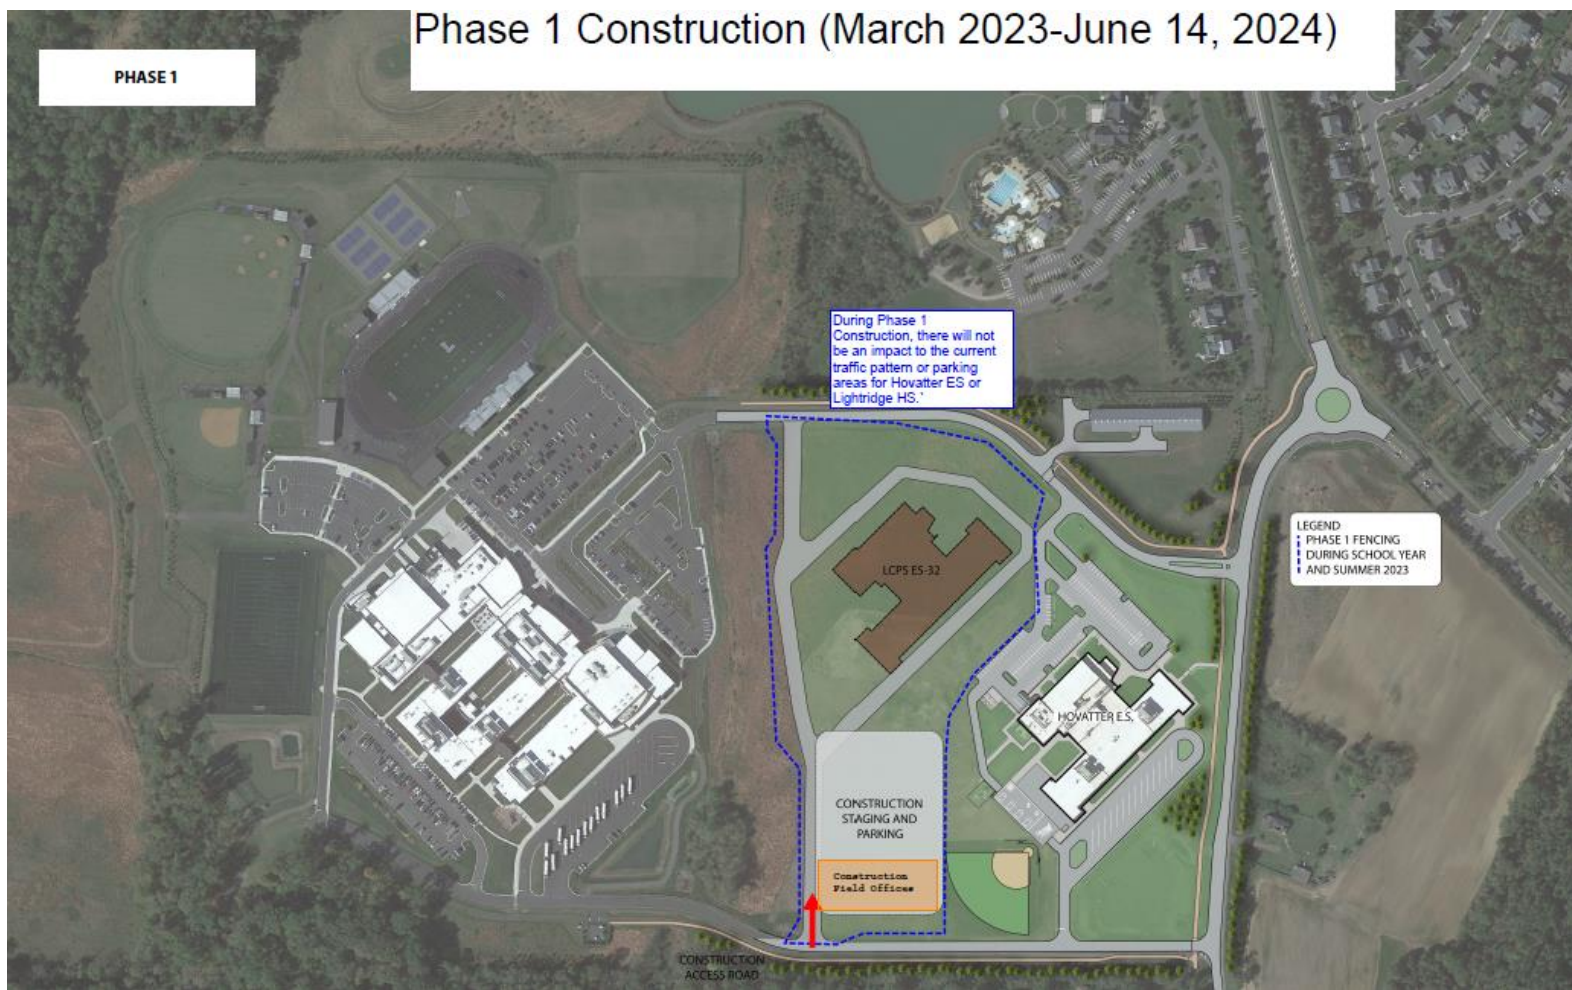 Phase 1 Construction (March 2023-June 14, 2024)
PHASE 1
During Phase 1
Construction, there will not
be an impact to the current
traffic pattern or parking
areas for Hovatter ES or
Lightridge HS.`
LEGEND
PHASE 1 FENCING
DURING SCHOOL YEAR
AND SUMMER 2023
LCPS ES-32
HOVATTER E.S.
CONSTRUCTION
STAGING AND
PARKING
Construction
Field Offices
CONSTRUCTION
ACCESS ROAD
L